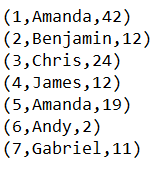 (1,Amanda,42)
(2,Benjamin,12)
(3,Chris,24)
(4,James,12)
(5,Amanda,19)
(6,Andy,2)
(7,Gabriel,11)